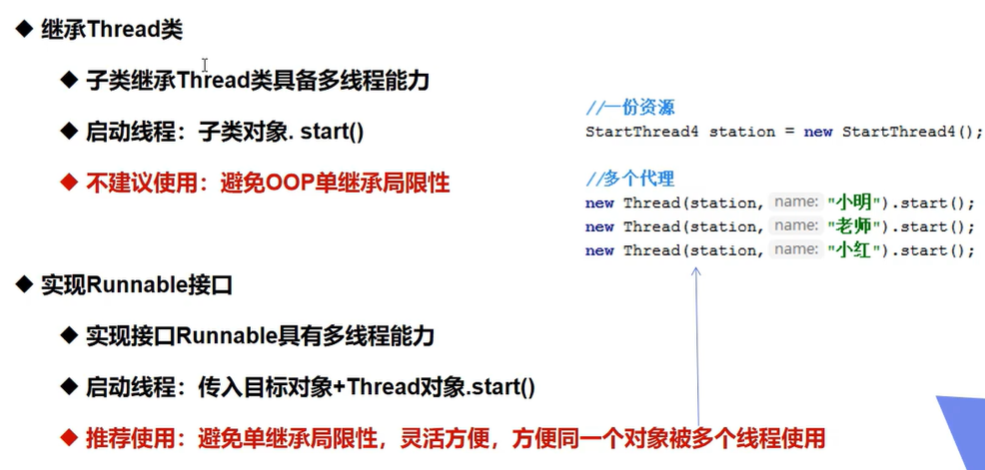 ◆ 继承Thread类
◆ 子类继承Thread类具备多线程能力
◆ 启动线程：子类对象. start()
◆ 不建议使用：避免OOP单继承局限性
//一份资源
StartThread4 station = new StartThread4();
//多个代理
new Thread(station, name: "小明").start();
new Thread(station, name: "老师").start();
new Thread(station, name: "小红").start();
◆ 实现Runnable接口
◆ 实现接口Runnable具有多线程能力
◆ 启动线程：传入目标对象+Thread对象.start()
◆ 推荐使用：避免单继承局限性，灵活方便，方便同一个对象被多个线程使用